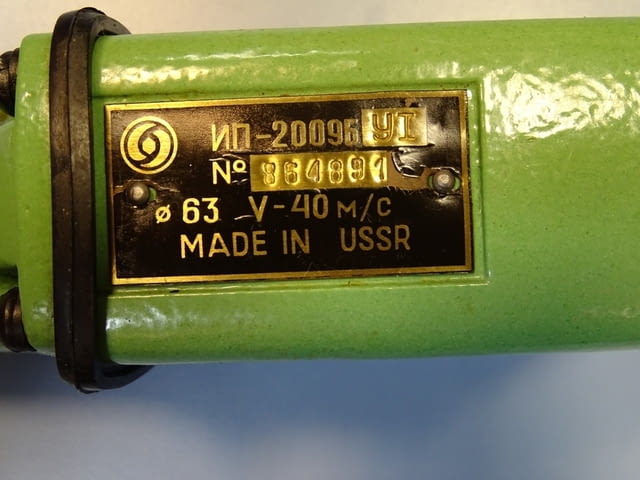 ИП-2009Б УІ
№ 864891
ø 63 V-40 м/с
MADE IN USSR